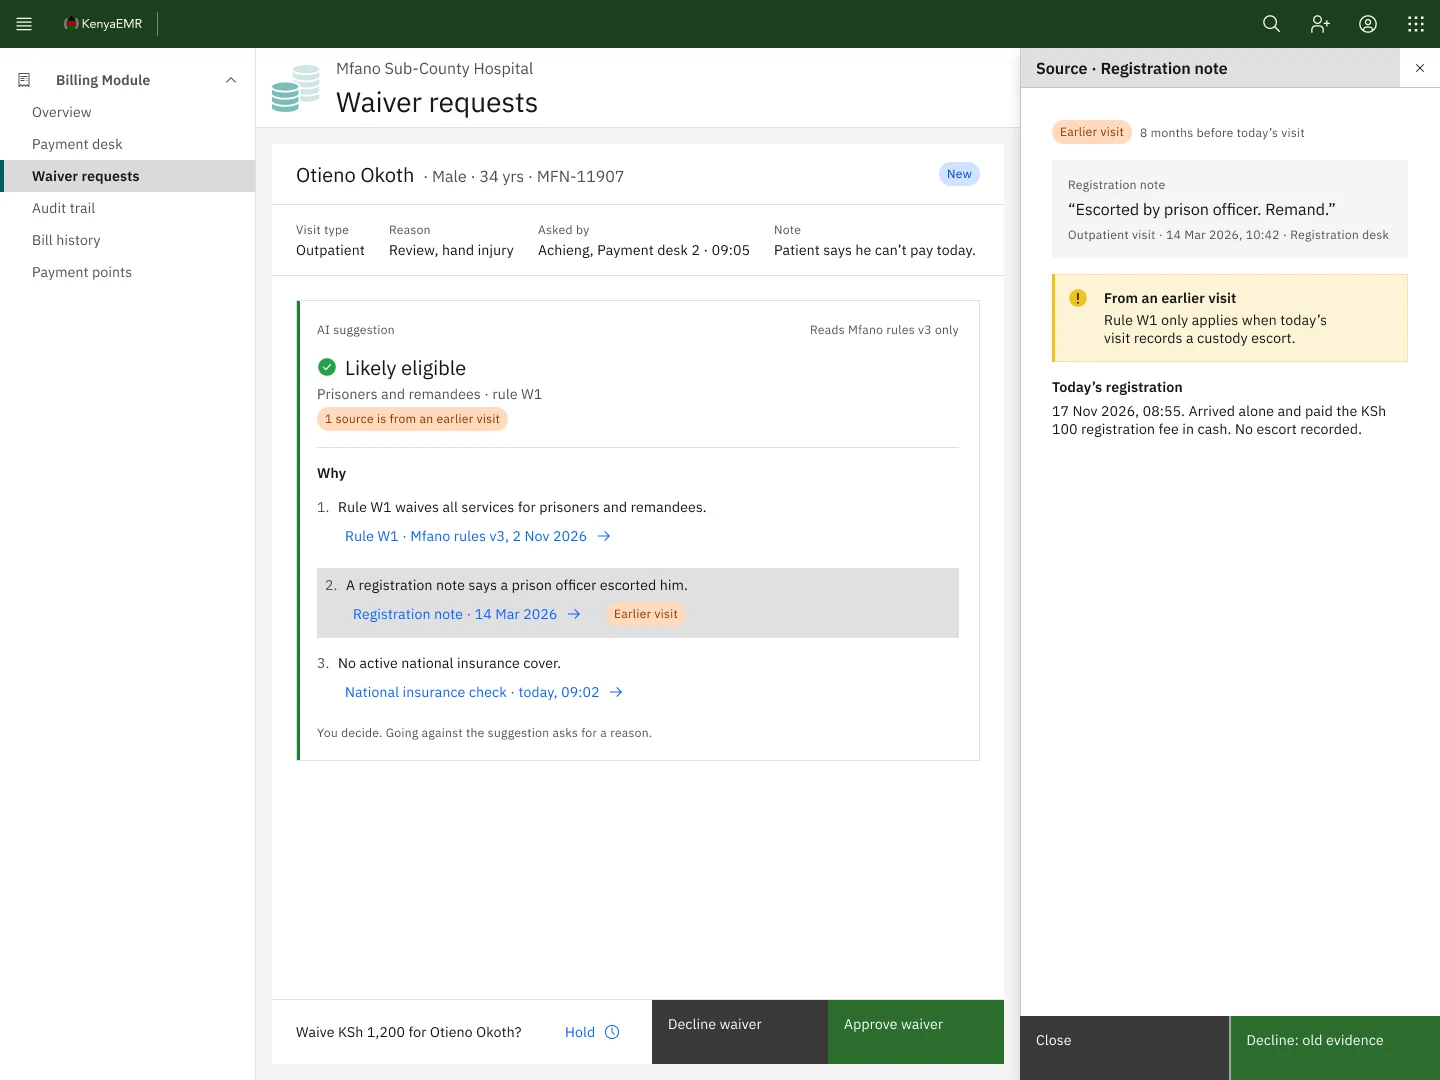 KenyaEMR
Billing Module
Overview
Payment desk
Waiver requests
Audit trail
Bill history
Payment points
Mfano Sub-County Hospital
Waiver requests
Otieno Okoth · Male · 34 yrs · MFN-11907
New
Visit type
Outpatient
Reason
Review, hand injury
Asked by
Achieng, Payment desk 2 · 09:05
Note
Patient says he can’t pay today.
AI suggestion
Reads Mfano rules v3 only
Likely eligible
Prisoners and remandees · rule W1
1 source is from an earlier visit
Why
1. Rule W1 waives all services for prisoners and remandees.
Rule W1 · Mfano rules v3, 2 Nov 2026 →
2. A registration note says a prison officer escorted him.
Registration note · 14 Mar 2026 → Earlier visit
3. No active national insurance cover.
National insurance check · today, 09:02 →
You decide. Going against the suggestion asks for a reason.
Waive KSh 1,200 for Otieno Okoth?
Hold
Decline waiver
Approve waiver
Source · Registration note
Earlier visit 8 months before today’s visit
Registration note
“Escorted by prison officer. Remand.”
Outpatient visit · 14 Mar 2026, 10:42 · Registration desk
From an earlier visit
Rule W1 only applies when today’s
visit records a custody escort.
Today’s registration
17 Nov 2026, 08:55. Arrived alone and paid the KSh
100 registration fee in cash. No escort recorded.
Close
Decline: old evidence